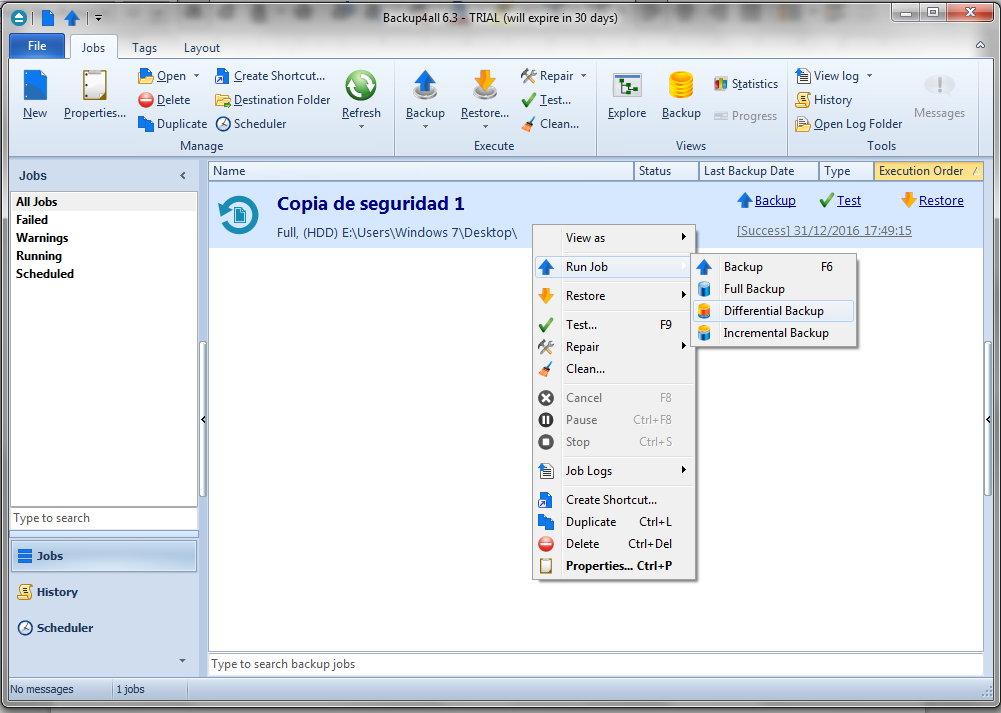 Backup4all 6.3 - TRIAL (will expire in 30 days)
File Jobs Tags Layout
New
Properties...
Open
Delete
Duplicate
Create Shortcut...
Destination Folder
Scheduler
Refresh
Manage
Backup
Restore...
Repair
Test...
Clean...
Execute
Explore
Backup
Statistics
Progress
Views
View log
History
Open Log Folder
Messages
Tools
Jobs
All Jobs
Failed
Warnings
Running
Scheduled
Type to search
Jobs
History
Scheduler
Name Status Last Backup Date Type Execution Order
Copia de seguridad 1
Full, (HDD) E:\Users\Windows 7\Desktop\
Backup Test Restore
[Success] 31/12/2016 17:49:15
View as
Run Job
Restore
Test... F9
Repair
Clean...
Cancel F8
Pause Ctrl+F8
Stop Ctrl+S
Job Logs
Create Shortcut...
Duplicate Ctrl+L
Delete Ctrl+Del
Properties... Ctrl+P
Backup F6
Full Backup
Differential Backup
Incremental Backup
Type to search backup jobs
No messages 1 jobs